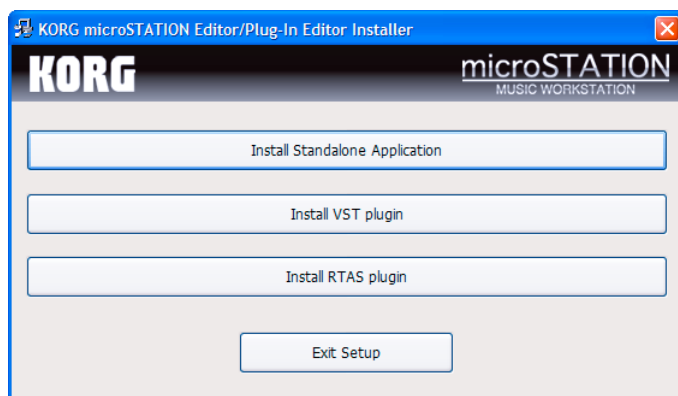 KORG microSTATION Editor/Plug-In Editor Installer
KORG
microSTATION
MUSIC WORKSTATION
Install Standalone Application
Install VST plugin
Install RTAS plugin
Exit Setup